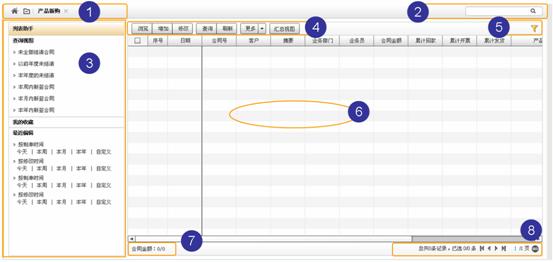 产品新购 ×
1
2
列表助手
查询视图
未全部结清合同
以前年度未结清
本年度的未结清
3
本周内新签合同
本月内新签合同
本年内新签合同
我的收藏
最近编辑
按制单时间
今天 | 本周 | 本月 | 本年 | 自定义
按修改时间
今天 | 本周 | 本月 | 本年 | 自定义
按制单时间
今天 | 本周 | 本月 | 本年 | 自定义
按修改时间
今天 | 本周 | 本月 | 本年 | 自定义
浏览 增加 修改 查询 刷新 更多 汇总视图
4
5
序号 日期 合同号 客户 摘要 业务部门 业务员 合同金额 累计回款 累计开票 累计发货 产品
6
7
合同金额：0/0
8
总共0条记录，已选 0/0 条